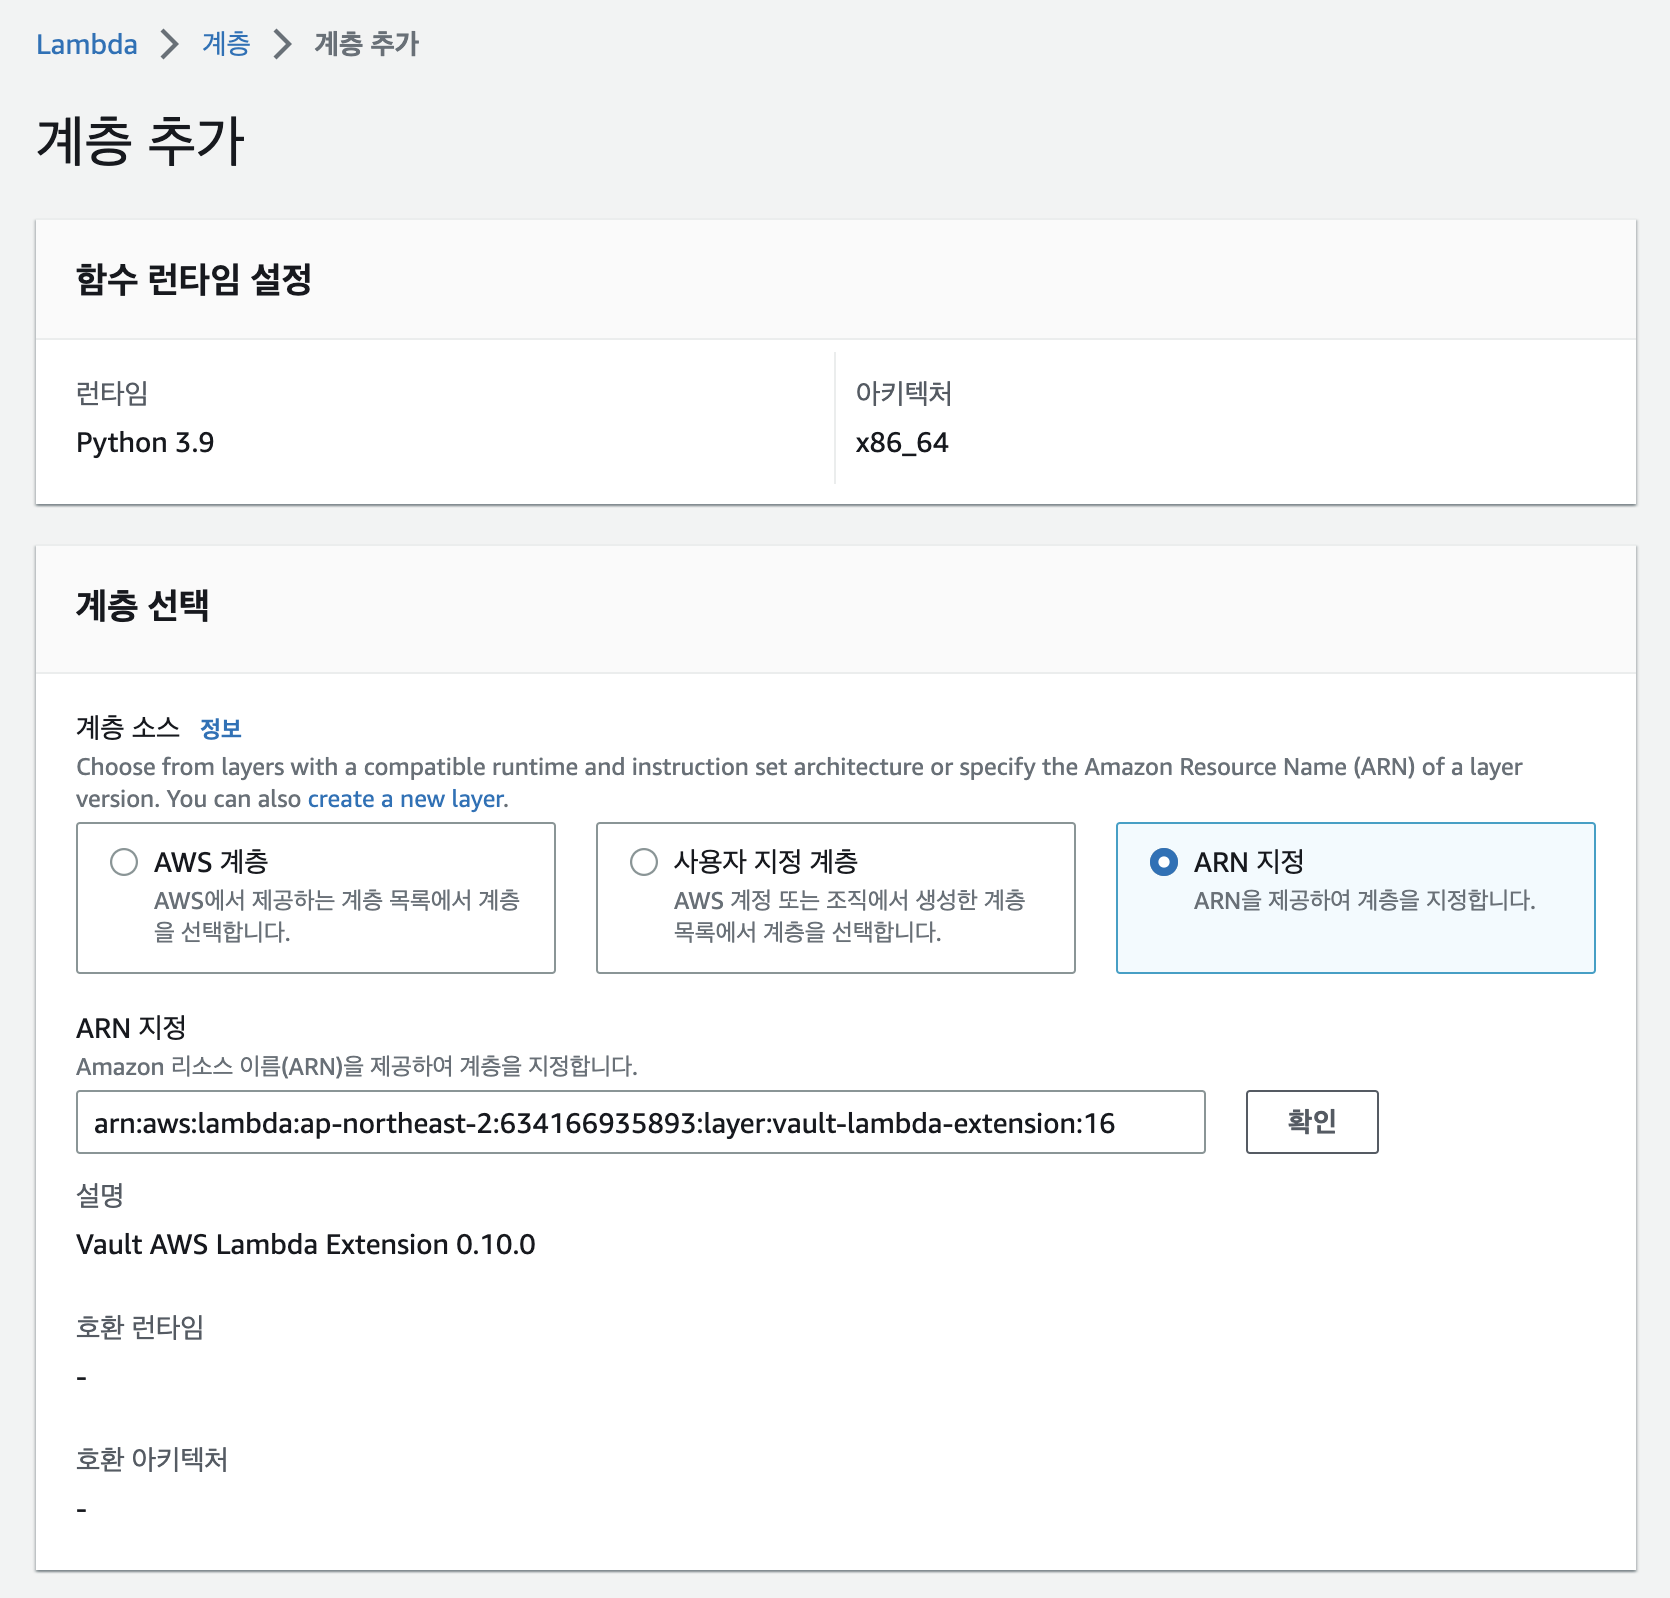 Lambda > 계층 > 계층 추가
계층 추가
함수 런타임 설정
런타임
Python 3.9
아키텍처
x86_64
계층 선택
계층 소스 정보
Choose from layers with a compatible runtime and instruction set architecture or specify the Amazon Resource Name (ARN) of a layer
version. You can also create a new layer.
AWS 계층
AWS에서 제공하는 계층 목록에서 계층
을 선택합니다.
사용자 지정 계층
AWS 계정 또는 조직에서 생성한 계층
목록에서 계층을 선택합니다.
ARN 지정
ARN을 제공하여 계층을 지정합니다.
ARN 지정
Amazon 리소스 이름(ARN)을 제공하여 계층을 지정합니다.
arn:aws:lambda:ap-northeast-2:634166935893:layer:vault-lambda-extension:16
확인
설명
Vault AWS Lambda Extension 0.10.0
호환 런타임
-
호환 아키텍처
-